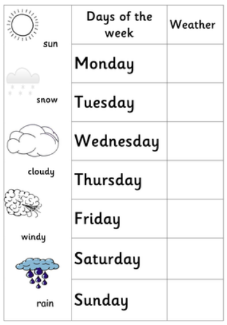 Days of the
week
Weather
sun
Monday
snow
Tuesday
Wednesday
cloudy
Thursday
Friday
windy
Saturday
rain
Sunday